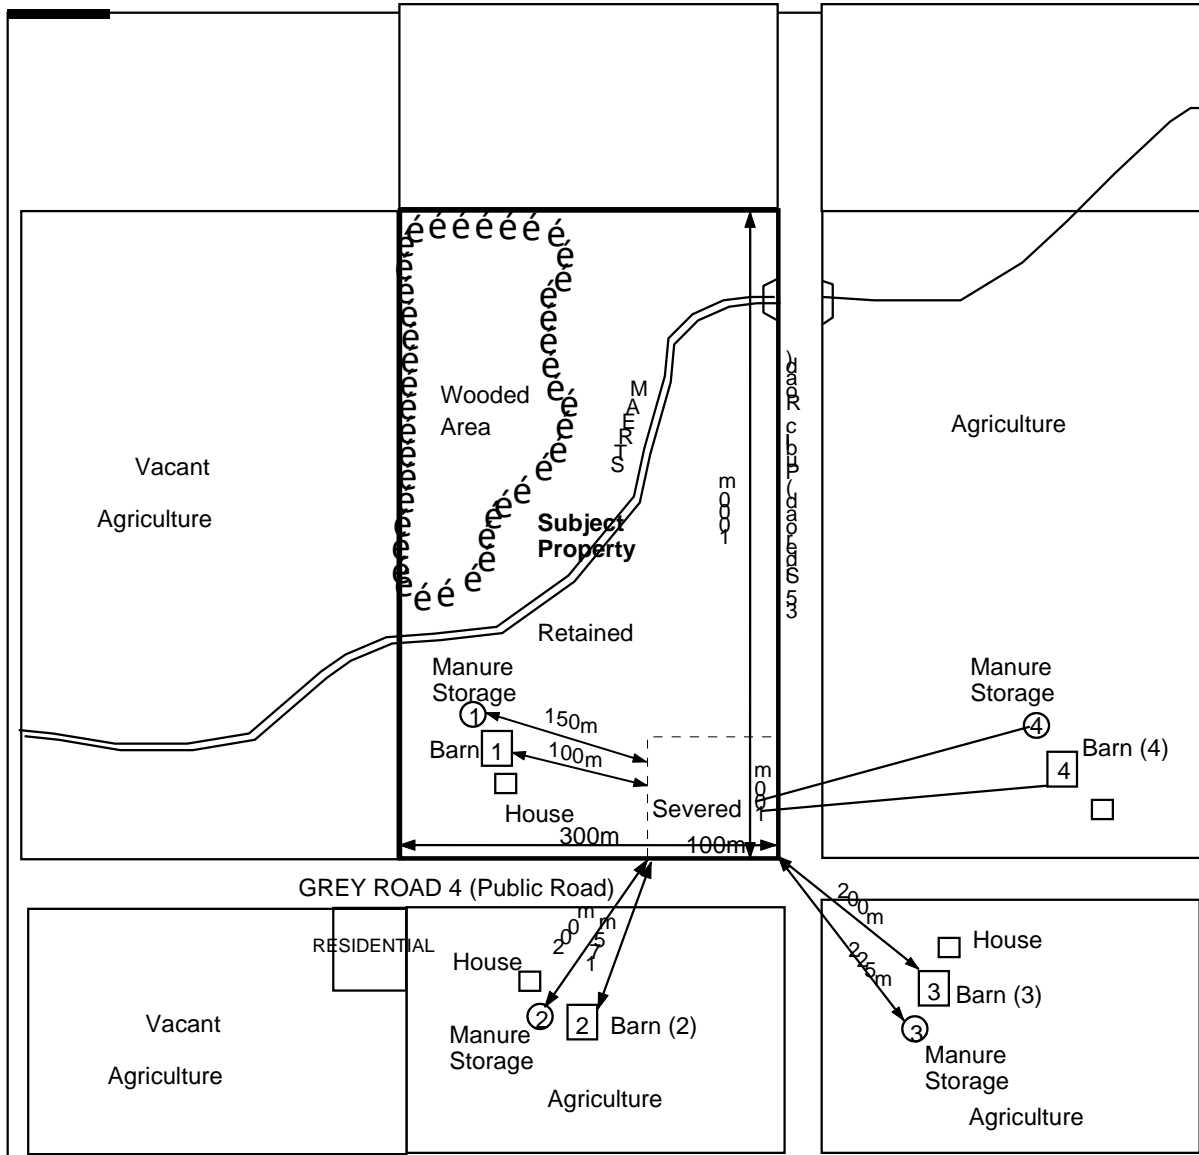 Wooded
Area
STREAM
Agriculture
Vacant
Agriculture
1000m
Subject
Property
Sideroad 53 (Public Road)
Retained
Manure
Storage
1
150m
Barn
1
100m
House
Severed
100m
300m
100m
Manure
Storage
4
Barn (4)
4
GREY ROAD 4 (Public Road)
RESIDENTIAL
200m
175m
House
2
2
Barn (2)
Manure
Storage
Agriculture
Vacant
Agriculture
200m
225m
House
3
Barn (3)
3
Manure
Storage
Agriculture